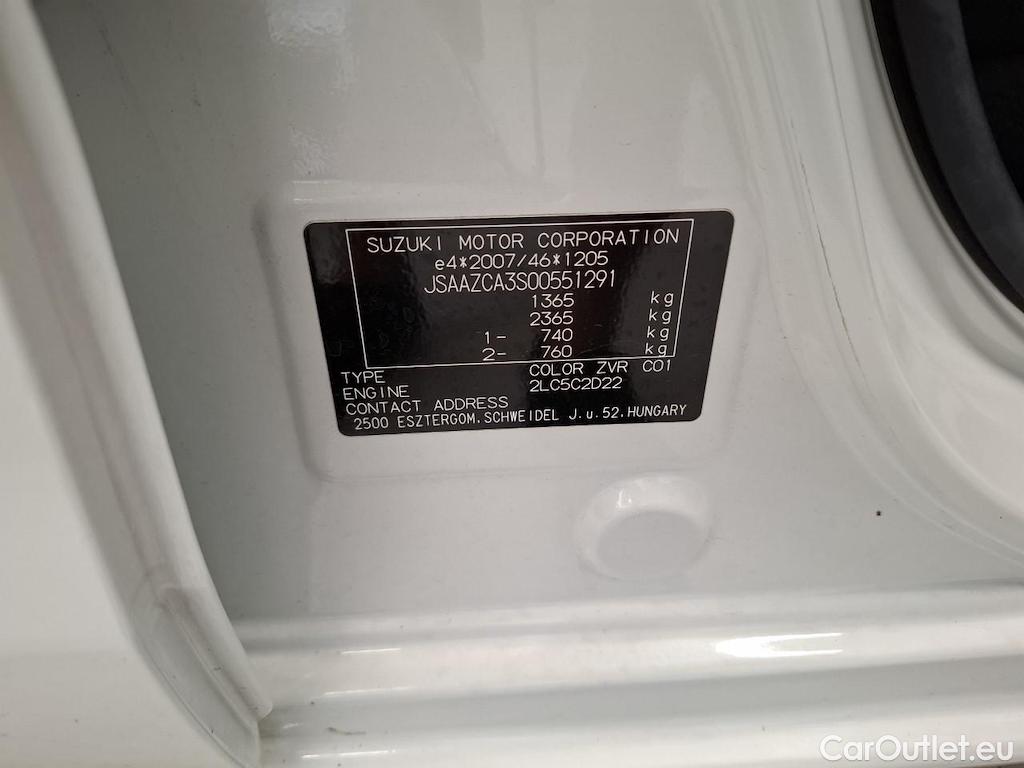 SUZUKI MOTOR CORPORATION
e4*2007/46*1205
JSAAZCA3S00551291
1365 kg
2365 kg
1- 740 kg
2- 760 kg
TYPE COLOR ZVR C01
ENGINE 2LC5C2D22
CONTACT ADDRESS
2500 ESZTERGOM, SCHWEIDEL J.u.52. HUNGARY
CarOutlet.eu